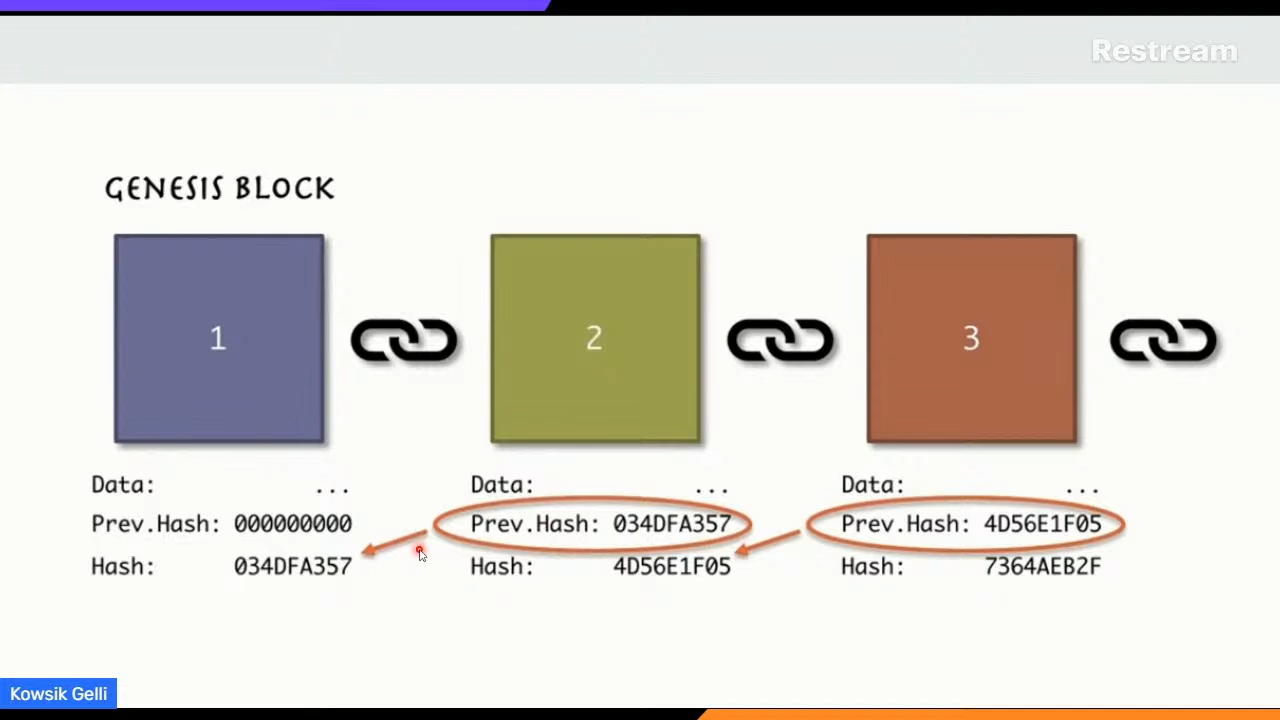 Restream
GENESIS BLOCK
1
2
3
Data: ...
Prev.Hash: 000000000
Hash: 034DFA357
Data: ...
Prev.Hash: 034DFA357
Hash: 4D56E1F05
Data: ...
Prev.Hash: 4D56E1F05
Hash: 7364AEB2F
Kowsik Gelli